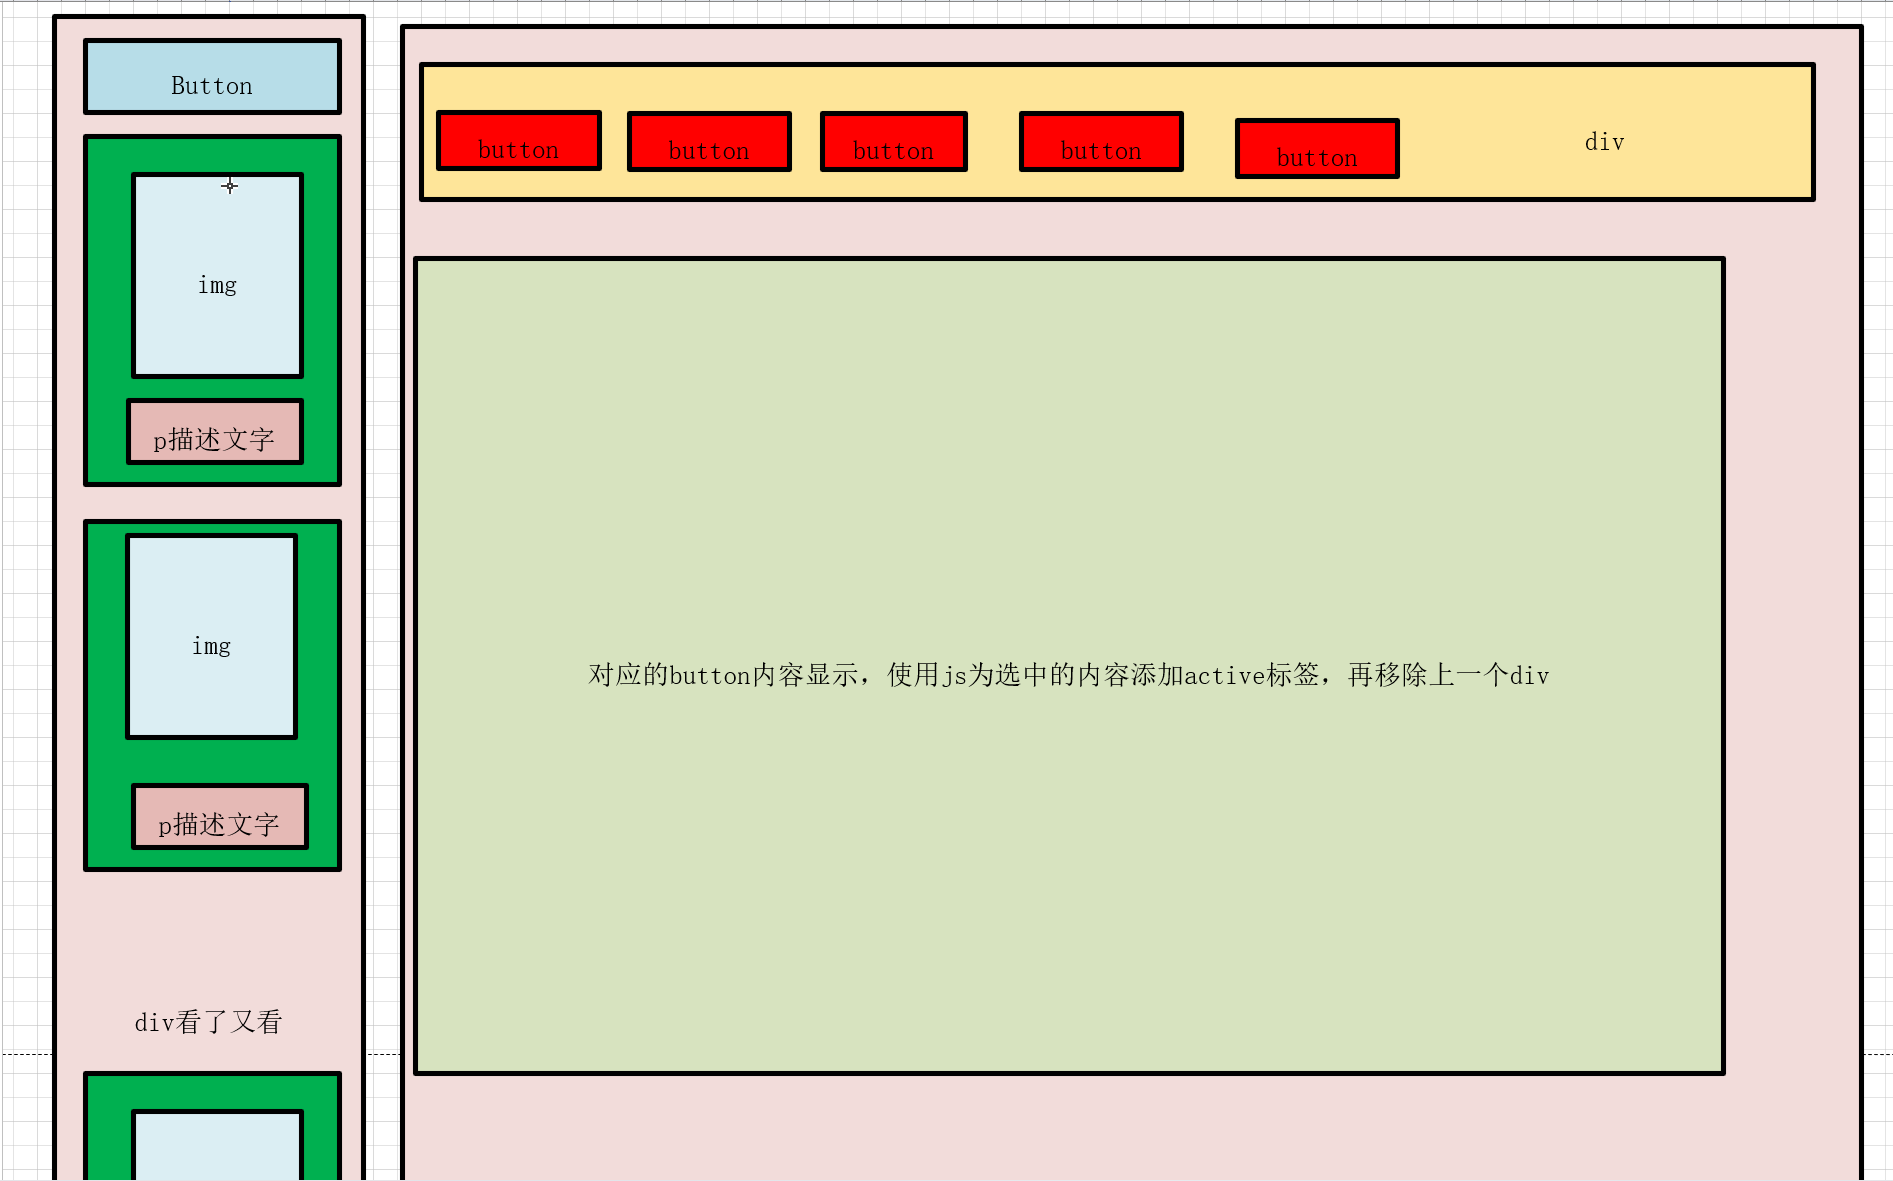 Button
img
p描述文字
img
p描述文字
div看了又看
button
button
button
button
button
div
对应的button内容显示，使用js为选中的内容添加active标签，再移除上一个div